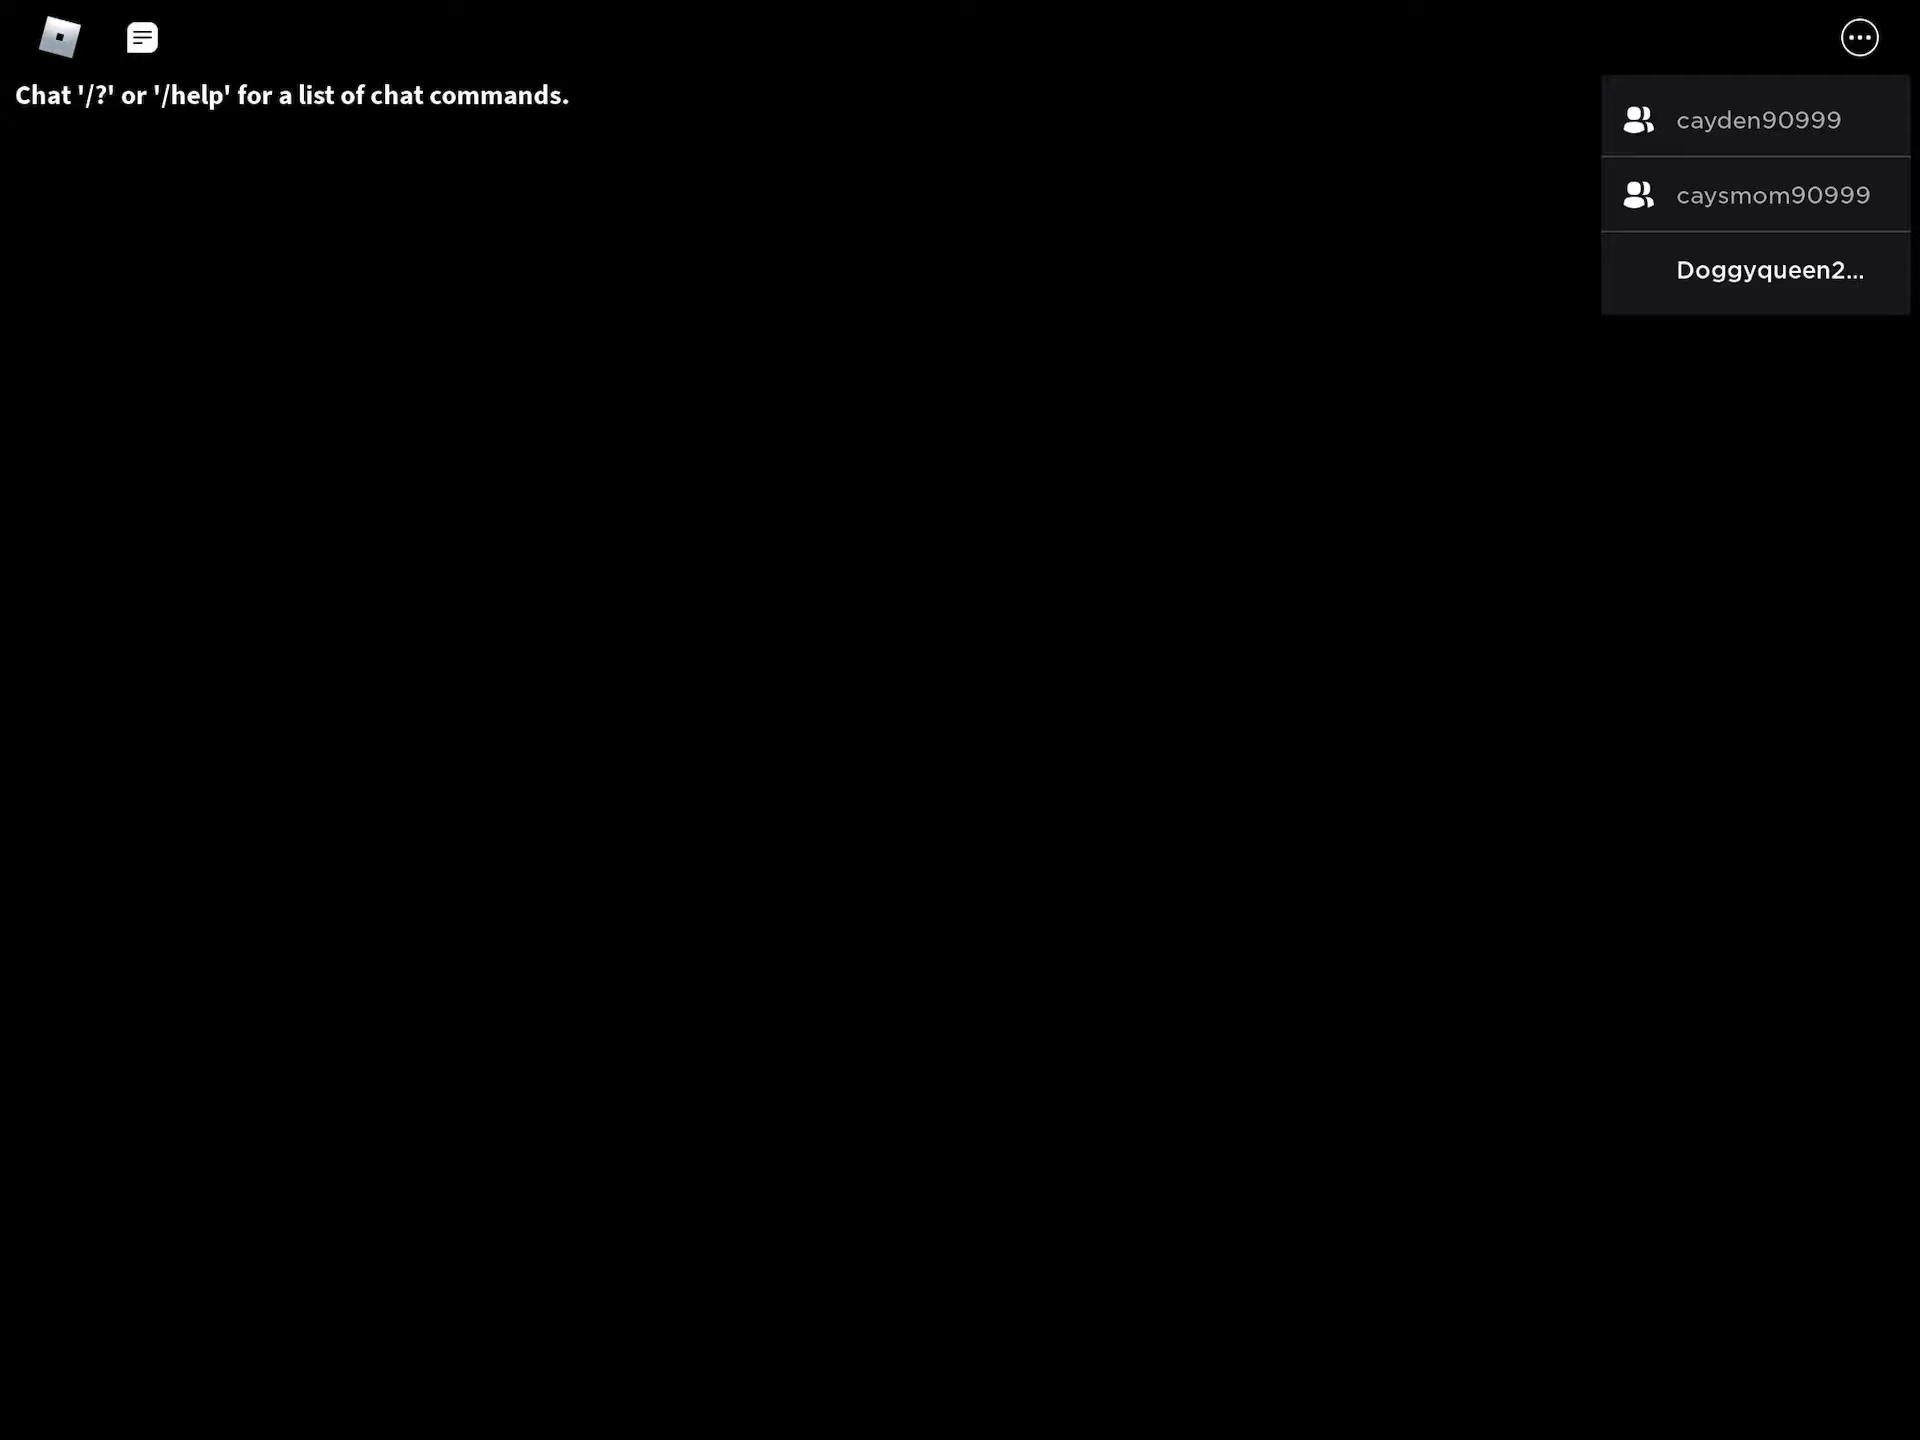 Chat '/?' or '/help' for a list of chat commands.
cayden90999
caysmom90999
Doggyqueen2...